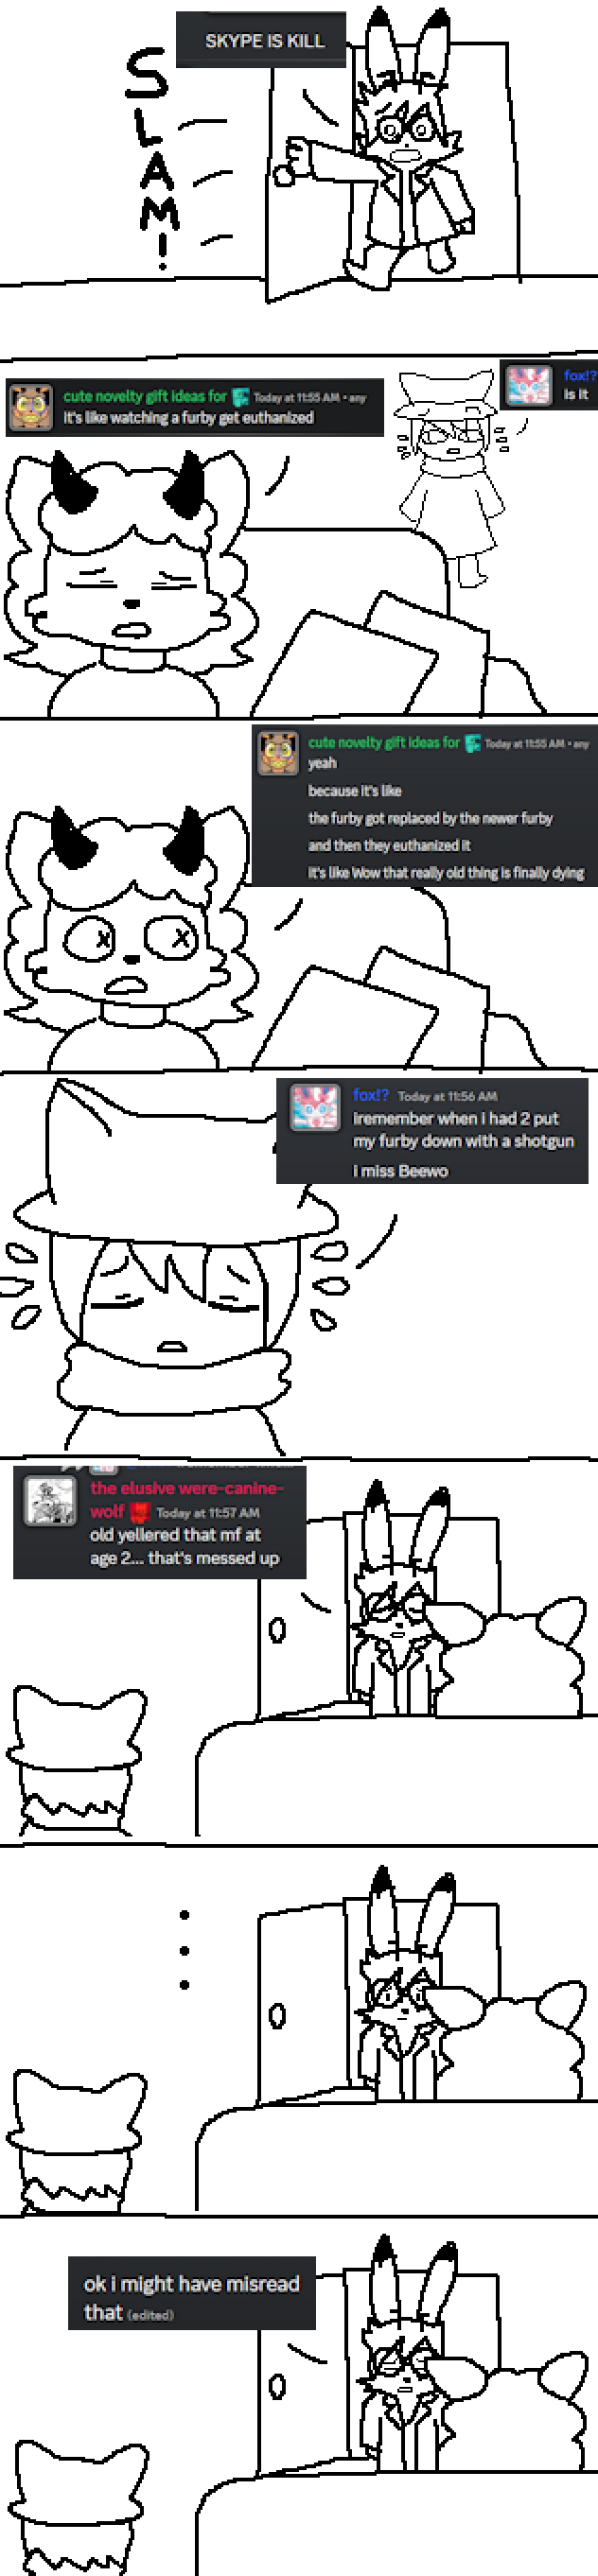 SKYPE IS KILL
SLAM!
cute novelty gift ideas for Today at 11:55 AM • any
it's like watching a furby get euthanized
fox!?
is it
cute novelty gift ideas for Today at 11:55 AM • any
yeah
because it's like
the furby got replaced by the newer furby
and then they euthanized it
it's like Wow that really old thing is finally dying
fox!? Today at 11:56 AM
iremember when i had 2 put
my furby down with a shotgun
i miss Beewo
the elusive were-canine-
wolf Today at 11:57 AM
old yellered that mf at
age 2... that's messed up
...
ok i might have misread
that (edited)